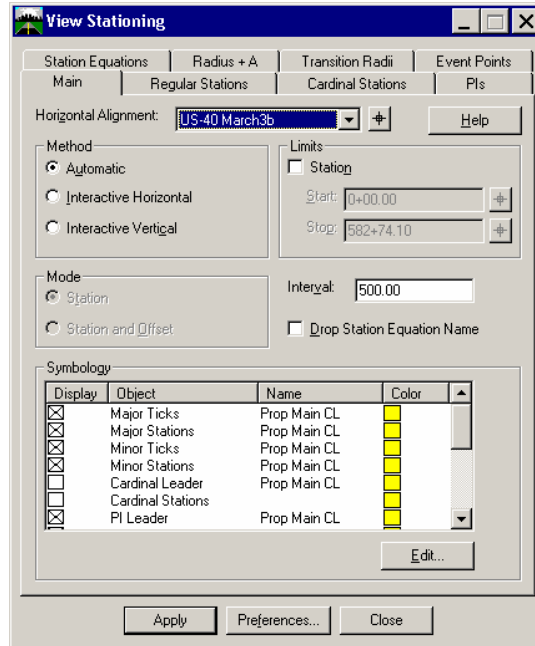 View Stationing
Station Equations Radius + A Transition Radii Event Points
Main Regular Stations Cardinal Stations PIs
Horizontal Alignment: US-40 March3b Help
Method
Automatic
Interactive Horizontal
Interactive Vertical
Limits
Station
Start: 0+00.00
Stop: 582+74.10
Mode
Station
Station and Offset
Interval: 500.00
Drop Station Equation Name
Symbology
Display Object Name Color
Major Ticks Prop Main CL
Major Stations Prop Main CL
Minor Ticks Prop Main CL
Minor Stations Prop Main CL
Cardinal Leader Prop Main CL
Cardinal Stations
PI Leader Prop Main CL
Edit...
Apply Preferences... Close